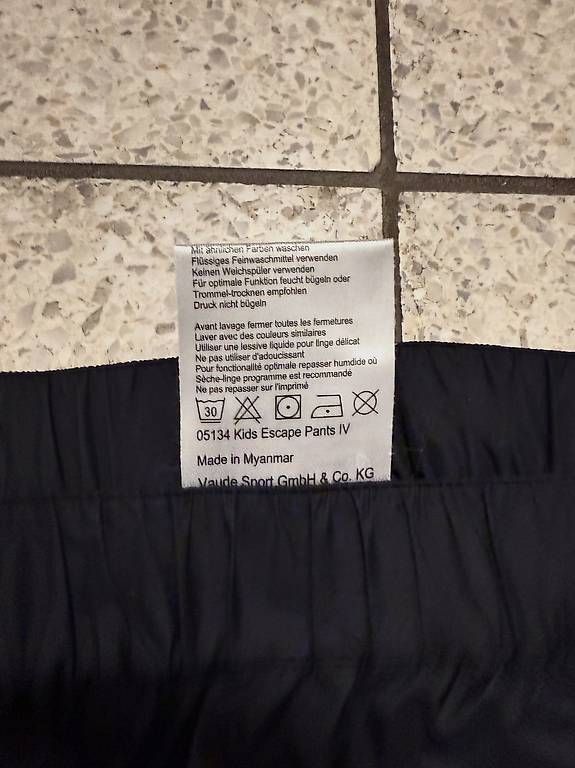 Mit ähnlichen Farben waschen
Flüssiges Feinwaschmittel verwenden
Keinen Weichspüler verwenden
Für optimale Funktion feucht bügeln oder
Trommel-trocknen empfohlen
Druck nicht bügeln
Avant lavage fermer toutes les fermetures
Laver avec des couleurs similaires
Utiliser une lessive liquide pour linge délicat
Ne pas utiliser d'adoucissant
Pour fonctionnalité optimale repasser humide où
Sèche-linge programme est recommandé
Ne pas repasser sur l'imprimé
30
05134 Kids Escape Pants IV
Made in Myanmar
Vaude Sport GmbH & Co. KG